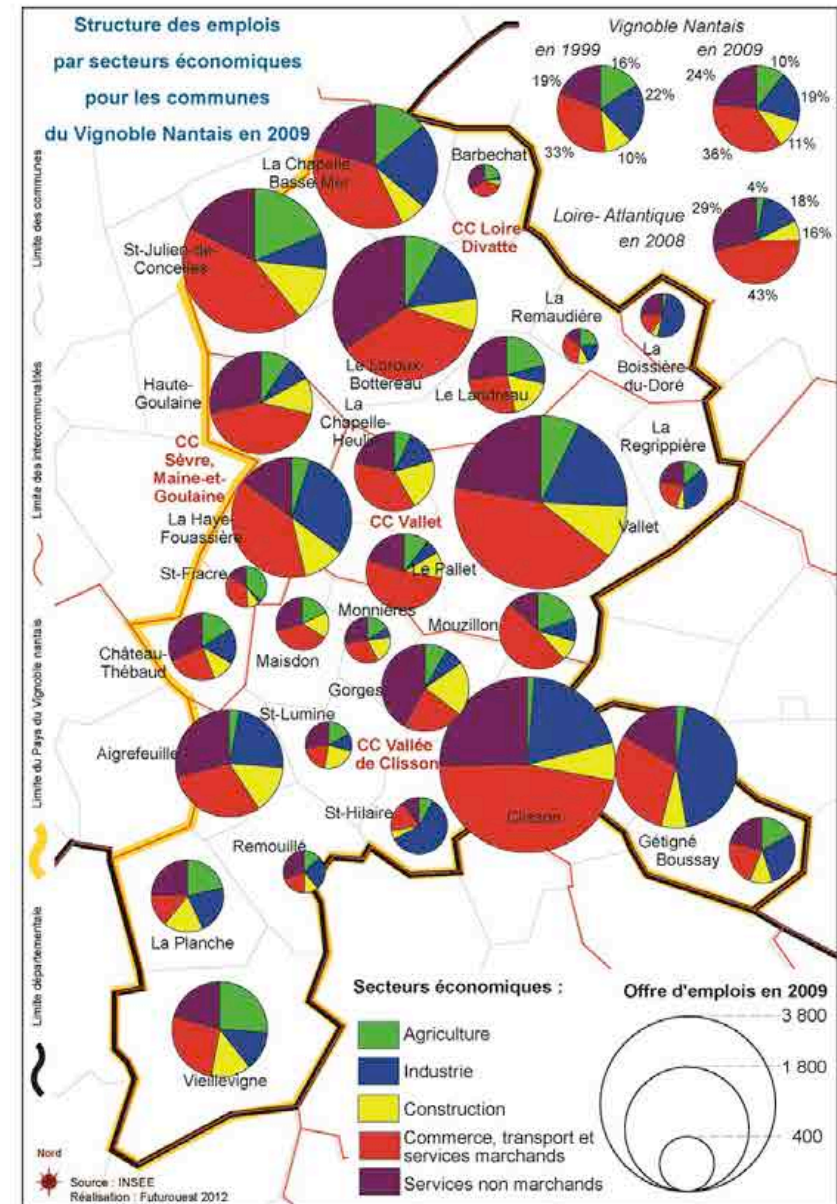 Structure des emplois
par secteurs économiques
pour les communes
du Vignoble Nantais en 2009
Vignoble Nantais
en 1999
16%
22%
10%
33%
19%
en 2009
10%
19%
11%
36%
24%
Loire-Atlantique
en 2008
4%
18%
16%
43%
29%
La Chapelle
Basse Mer
Barbechat
CC Loire
Divatte
St-Julien-de-
Concelles
Le Loroux-
Bottereau
La
Remaudière
La
Boissière
du-Doré
Haute-
Goulaine
La
Chapelle-
Heulin
Le Landreau
La
Regrippière
CC
Sèvre,
Maine-et-
Goulaine
La Haye-
Fouassière
CC Vallet
Vallet
Le Pallet
St-Fiacre
Monnières
Mouzillon
Château-
Thébaud
Maisdon
Gorges
St-Lumine
Aigrefeuille
CC Vallée
de Clisson
Clisson
St-Hilaire
Gétigné
Boussay
Remouillé
La Planche
Vieillevigne
Limite des communes
Limite des intercommunalités
Limite du Pays du Vignoble nantais
Limite départementale
Secteurs économiques :
Agriculture
Industrie
Construction
Commerce, transport et
services marchands
Services non marchands
Offre d'emplois en 2009
3 800
1 800
400
Nord
Source : INSEE
Réalisation : Futurouest 2012